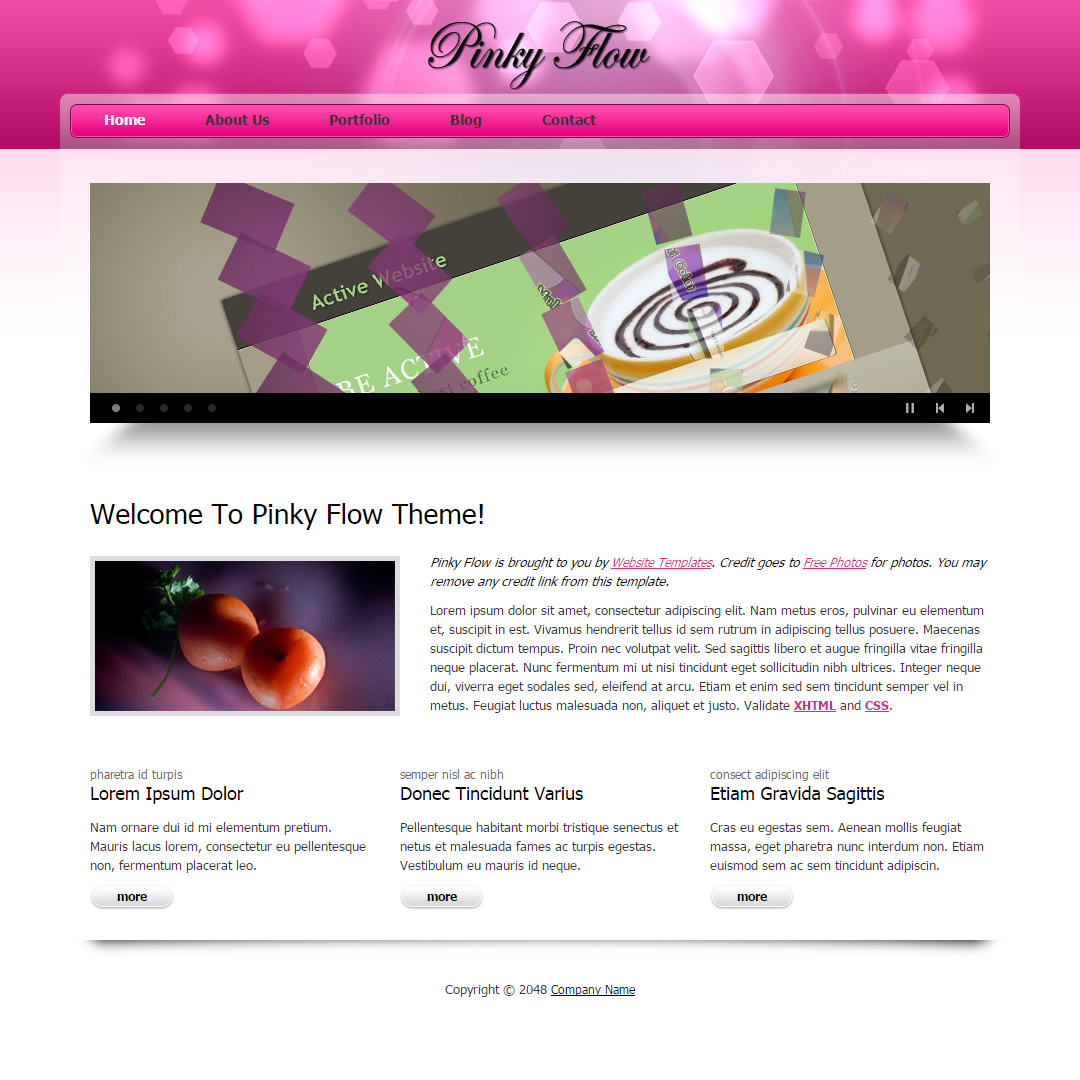 Pinky Flow
Home About Us Portfolio Blog Contact
Active Website
BE ACTIVE
coffee
Welcome To Pinky Flow Theme!
Pinky Flow is brought to you by Website Templates. Credit goes to Free Photos for photos. You may
remove any credit link from this template.
Lorem ipsum dolor sit amet, consectetur adipiscing elit. Nam metus eros, pulvinar eu elementum
et, suscipit in est. Vivamus hendrerit tellus id sem rutrum in adipiscing tellus posuere. Maecenas
suscipit dictum tempus. Proin nec volutpat velit. Sed sagittis libero et augue fringilla vitae fringilla
neque placerat. Nunc fermentum mi ut nisi tincidunt eget sollicitudin nibh ultrices. Integer neque
dui, viverra eget sodales sed, eleifend at arcu. Etiam et enim sed sem tincidunt semper vel in
metus. Feugiat luctus malesuada non, aliquet et justo. Validate XHTML and CSS.
pharetra id turpis
Lorem Ipsum Dolor
Nam ornare dui id mi elementum pretium.
Mauris lacus lorem, consectetur eu pellentesque
non, fermentum placerat leo.
more
semper nisl ac nibh
Donec Tincidunt Varius
Pellentesque habitant morbi tristique senectus et
netus et malesuada fames ac turpis egestas.
Vestibulum eu mauris id neque.
more
consect adipiscing elit
Etiam Gravida Sagittis
Cras eu egestas sem. Aenean mollis feugiat
massa, eget pharetra nunc interdum non. Etiam
euismod sem ac sem tincidunt adipiscin.
more
Copyright © 2048 Company Name